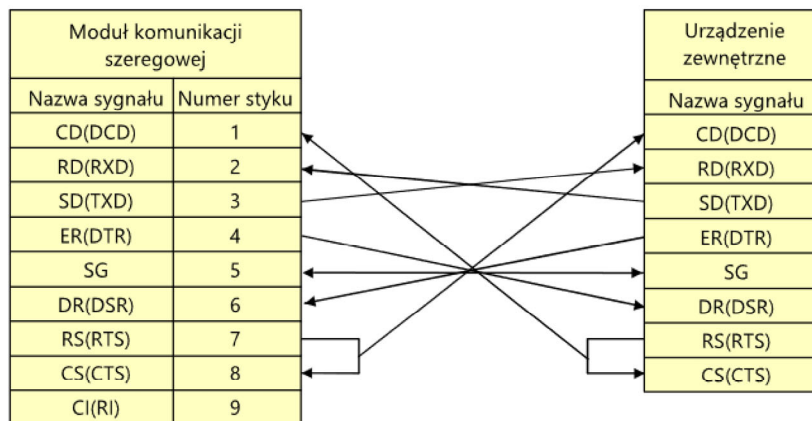 Moduł komunikacji
szeregowej
Nazwa sygnału Numer styku
CD(DCD) 1
RD(RXD) 2
SD(TXD) 3
ER(DTR) 4
SG 5
DR(DSR) 6
RS(RTS) 7
CS(CTS) 8
CI(RI) 9
Urządzenie
zewnętrzne
Nazwa sygnału
CD(DCD)
RD(RXD)
SD(TXD)
ER(DTR)
SG
DR(DSR)
RS(RTS)
CS(CTS)